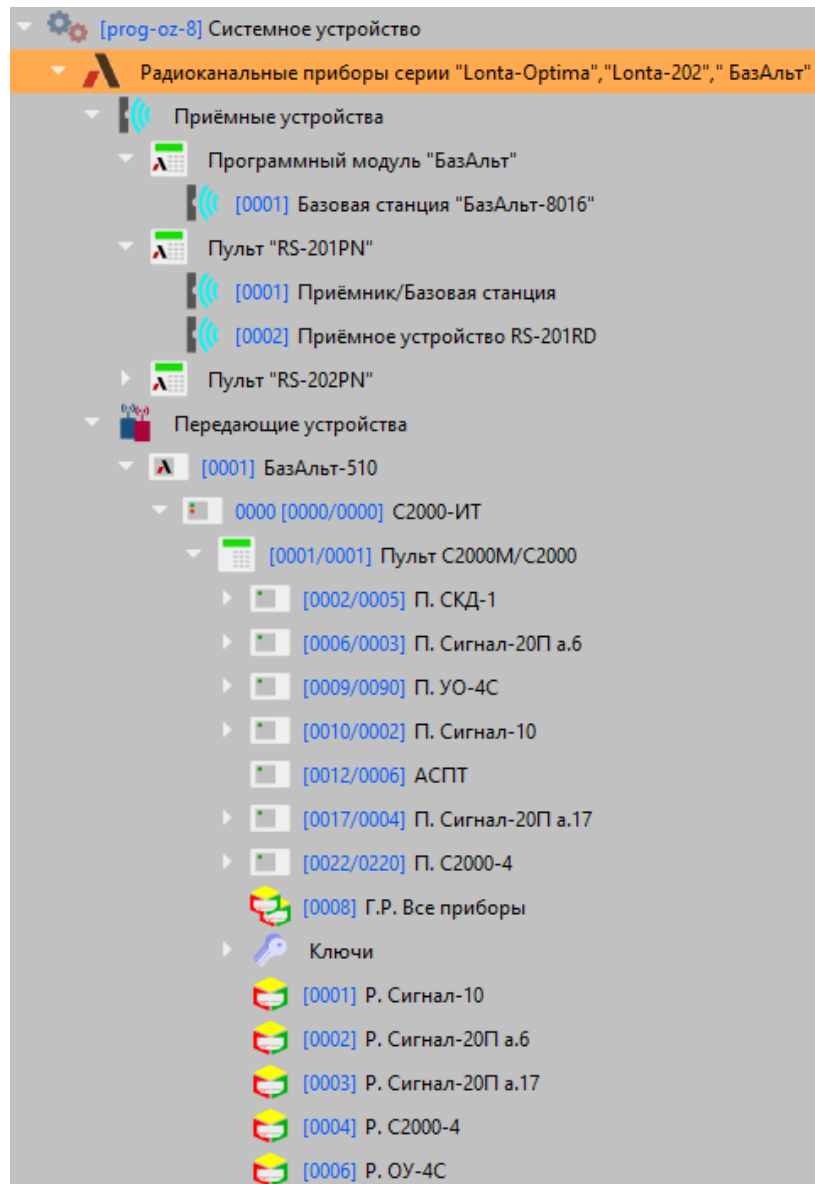 [prog-oz-8] Системное устройство
Радиоканальные приборы серии "Lonta-Optima","Lonta-202"," БазАльт"
Приёмные устройства
Программный модуль "БазАльт"
[0001] Базовая станция "БазАльт-8016"
Пульт "RS-201PN"
[0001] Приёмник/Базовая станция
[0002] Приёмное устройство RS-201RD
Пульт "RS-202PN"
Передающие устройства
[0001] БазАльт-510
0000 [0000/0000] С2000-ИТ
[0001/0001] Пульт С2000М/С2000
[0002/0005] П. СКД-1
[0006/0003] П. Сигнал-20П а.6
[0009/0090] П. УО-4С
[0010/0002] П. Сигнал-10
[0012/0006] АСПТ
[0017/0004] П. Сигнал-20П а.17
[0022/0220] П. С2000-4
[0008] Г.Р. Все приборы
Ключи
[0001] Р. Сигнал-10
[0002] Р. Сигнал-20П а.6
[0003] Р. Сигнал-20П а.17
[0004] Р. С2000-4
[0006] Р. ОУ-4С